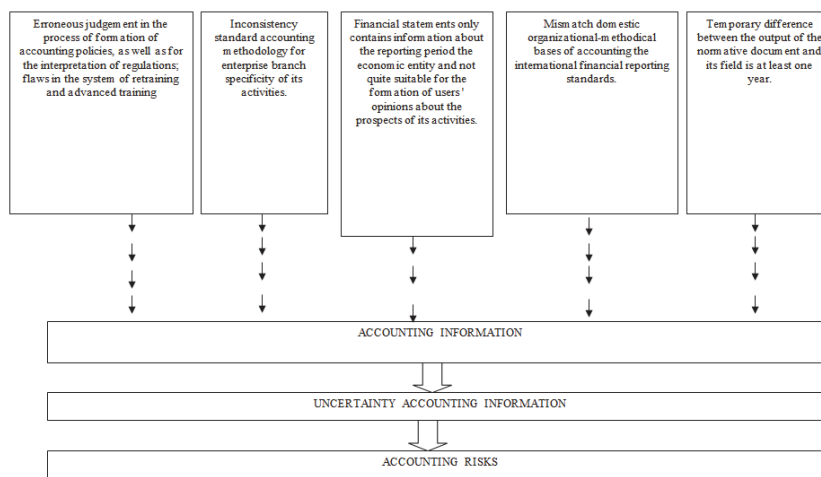 Erroneous judgement in the
process of formation of
accounting policies, as well as for
the interpretation of regulations;
flaws in the system of retraining
and advanced training
Inconsistency
standard accounting
methodology for
enterprise branch
specificity of its
activities.
Financial statements only
contains information about
the reporting period the
economic entity and not
quite suitable for the
formation of users'
opinions about the
prospects of its activities.
Mismatch domestic
organizational-methodical
bases of accounting the
international financial reporting
standards.
Temporary difference
between the output of the
normative document and
its field is at least one
year.
ACCOUNTING INFORMATION
UNCERTAINTY ACCOUNTING INFORMATION
ACCOUNTING RISKS